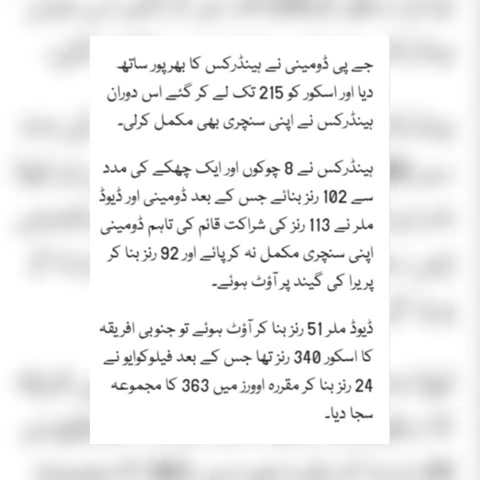 جے پی ڈومینی نے ہینڈرکس کا بھرپور ساتھ
دیا اور اسکور کو 215 تک لے کر گئے اس دوران
ہینڈرکس نے اپنی سنچری بھی مکمل کرلی۔
ہینڈرکس نے 8 چوکوں اور ایک چھکے کی مدد
سے 102 رنز بنائے جس کے بعد ڈومینی اور ڈیوڈ
ملر نے 113 رنز کی شراکت قائم کی تاہم ڈومینی
اپنی سنچری مکمل نہ کرپائے اور 92 رنز بنا کر
پریرا کی گیند پر آؤٹ ہوئے۔
ڈیوڈ ملر 51 رنز بنا کر آؤٹ ہوئے تو جنوبی افریقہ
کا اسکور 340 رنز تھا جس کے بعد فیلوکوایو نے
24 رنز بنا کر مقررہ اوورز میں 363 کا مجموعہ
سجا دیا۔